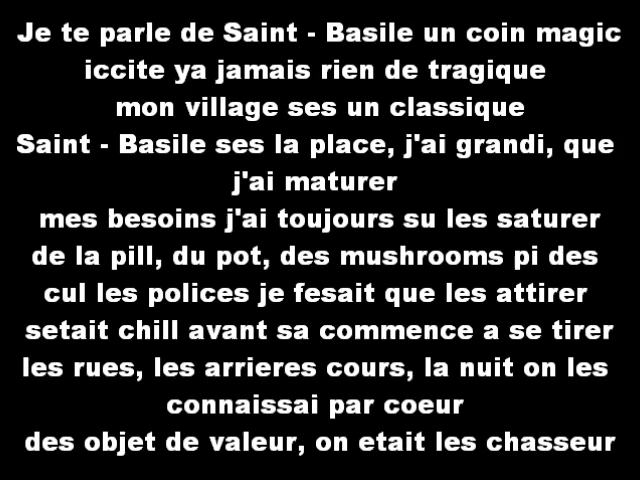 Je te parle de Saint - Basile un coin magic
iccite ya jamais rien de tragique
mon village ses un classique
Saint - Basile ses la place, j'ai grandi, que
j'ai maturer
mes besoins j'ai toujours su les saturer
de la pill, du pot, des mushrooms pi des
cul les polices je fesait que les attirer
setait chill avant sa commence a se tirer
les rues, les arrieres cours, la nuit on les
connaissai par coeur
des objet de valeur, on etait les chasseur